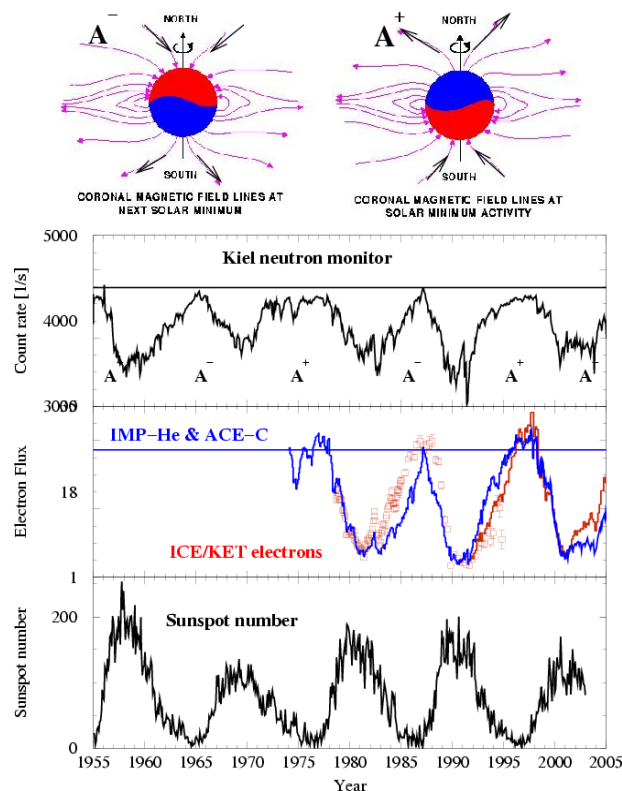 A−
NORTH
SOUTH
CORONAL MAGNETIC FIELD LINES AT
NEXT SOLAR MINIMUM
A+
NORTH
SOUTH
CORONAL MAGNETIC FIELD LINES AT
SOLAR MINIMUM ACTIVITY
Count rate [1/s]
5000
4000
3000
Kiel neutron monitor
A+ A− A+ A− A+ A−
Electron Flux
35
18
1
IMP−He & ACE−C
ICE/KET electrons
Sunspot number
200
0
Sunspot number
1955 1960 1965 1970 1975 1980 1985 1990 1995 2000 2005
Year